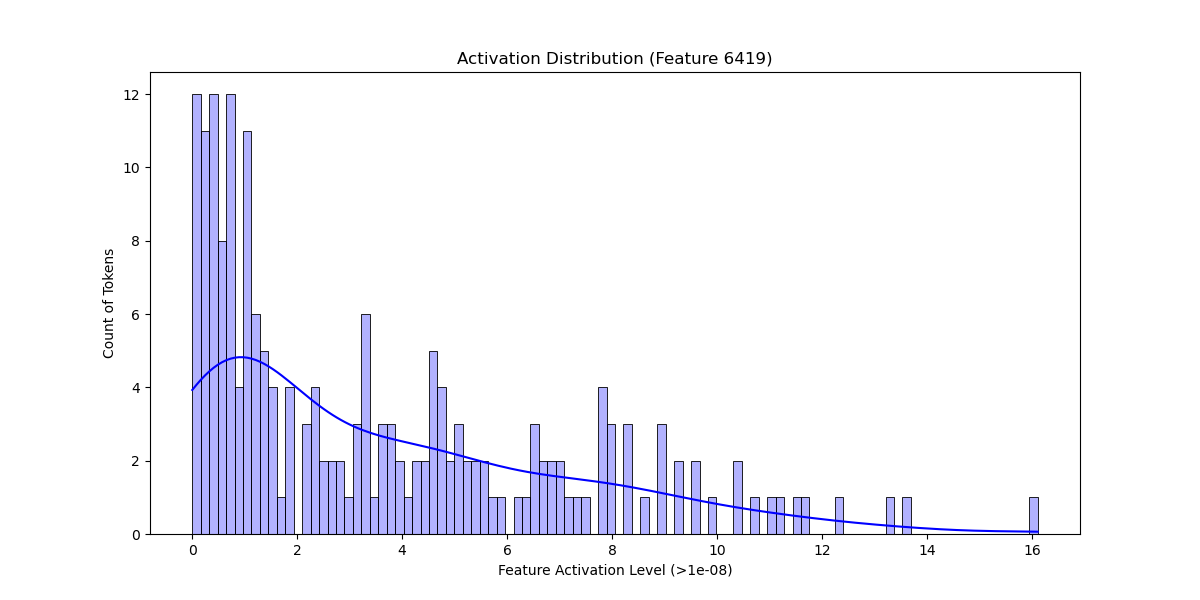 Activation Distribution (Feature 6419)
Count of Tokens
12
10
8
6
4
2
0
0 2 4 6 8 10 12 14 16
Feature Activation Level (>1e-08)